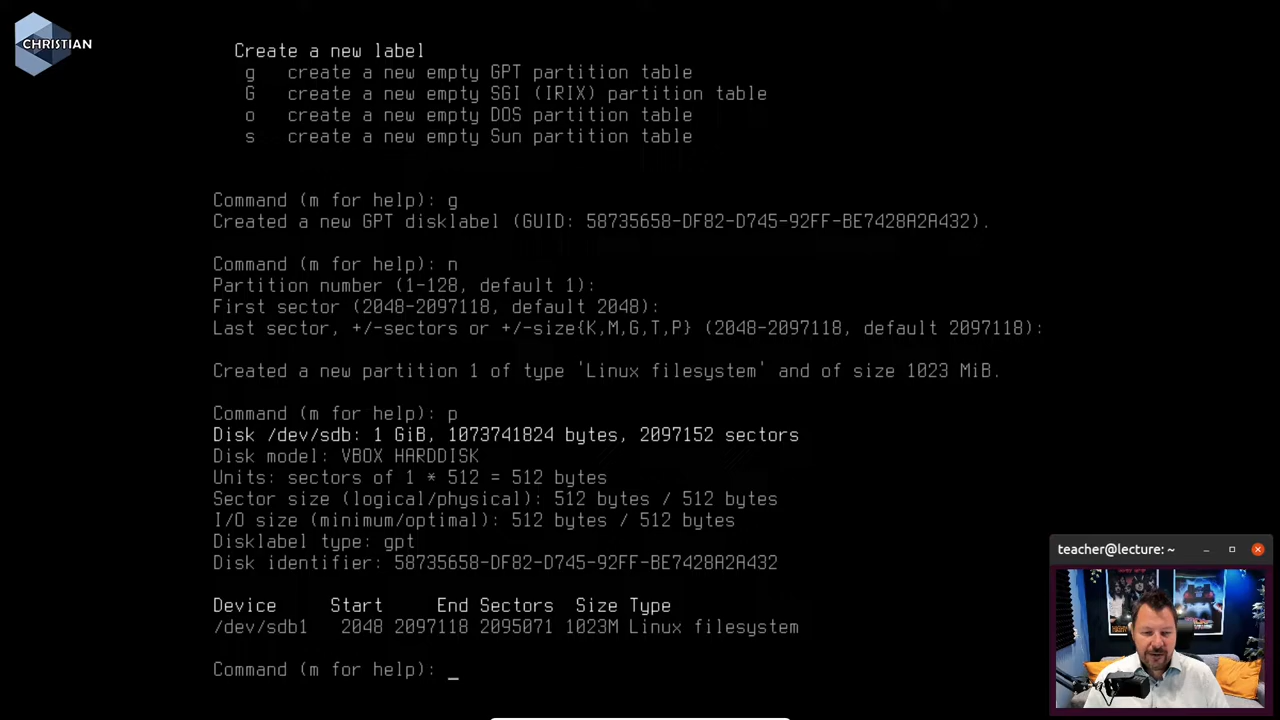 CHRISTIAN
Create a new label
g   create a new empty GPT partition table
G   create a new empty SGI (IRIX) partition table
o   create a new empty DOS partition table
s   create a new empty Sun partition table
Command (m for help): g
Created a new GPT disklabel (GUID: 58735658-DF82-D745-92FF-BE7428A2A432).
Command (m for help): n
Partition number (1-128, default 1):
First sector (2048-2097118, default 2048):
Last sector, +/-sectors or +/-size{K,M,G,T,P} (2048-2097118, default 2097118):
Created a new partition 1 of type 'Linux filesystem' and of size 1023 MiB.
Command (m for help): p
Disk /dev/sdb: 1 GiB, 1073741824 bytes, 2097152 sectors
Disk model: VBOX HARDDISK
Units: sectors of 1 * 512 = 512 bytes
Sector size (logical/physical): 512 bytes / 512 bytes
I/O size (minimum/optimal): 512 bytes / 512 bytes
Disklabel type: gpt
Disk identifier: 58735658-DF82-D745-92FF-BE7428A2A432
Device     Start     End Sectors  Size Type
/dev/sdb1   2048 2097118 2095071 1023M Linux filesystem
Command (m for help): _
teacher@lecture: ~